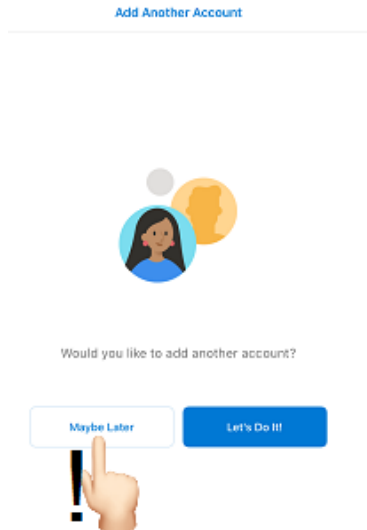 Add Another Account
Would you like to add another account?
Maybe Later
Let's Do It!
!